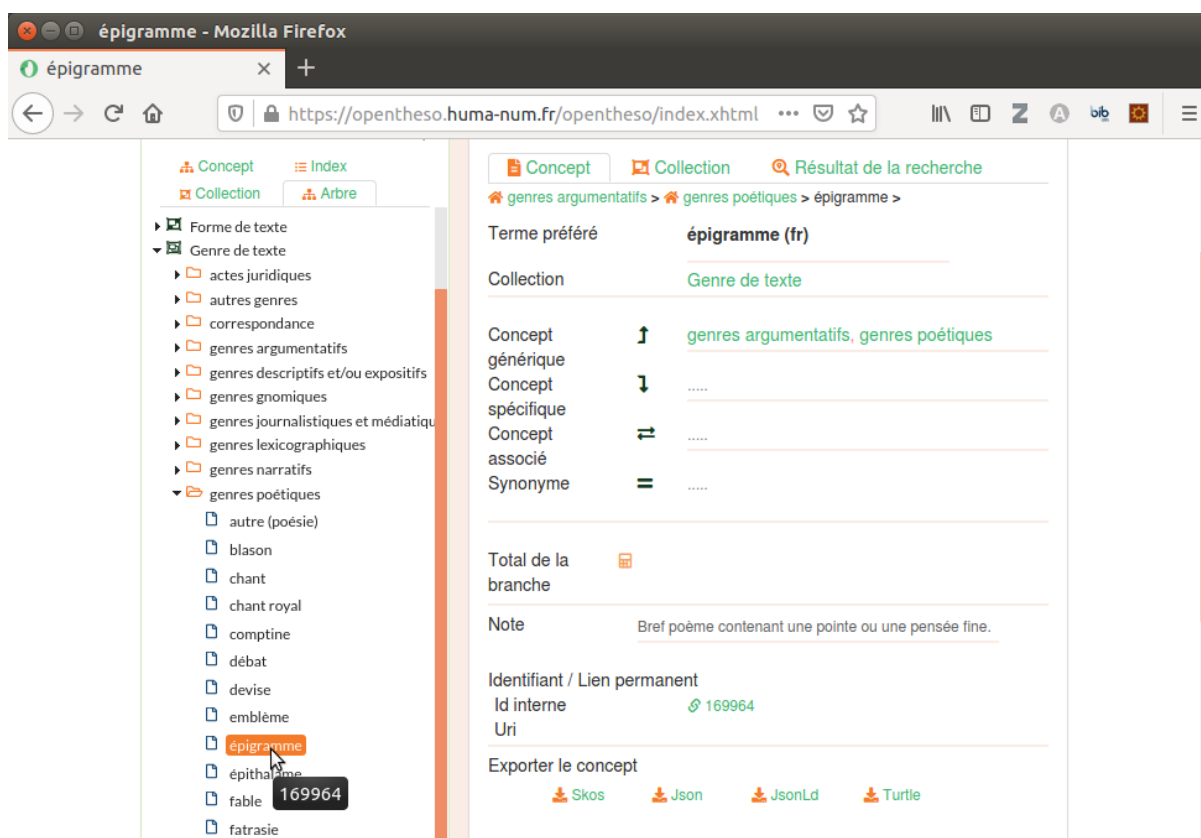 épigramme - Mozilla Firefox
épigramme
https://opentheso.huma-num.fr/opentheso/index.xhtml
Z A bib
Concept Index
Collection Arbre
Forme de texte
Genre de texte
actes juridiques
autres genres
correspondance
genres argumentatifs
genres descriptifs et/ou expositifs
genres gnomiques
genres journalistiques et médiatiqu
genres lexicographiques
genres narratifs
genres poétiques
autre (poésie)
blason
chant
chant royal
comptine
débat
devise
emblème
épigramme
épithalame
fable
169964
fatrasie
Concept Collection Résultat de la recherche
genres argumentatifs > genres poétiques > épigramme >
Terme préféré épigramme (fr)
Collection Genre de texte
Concept générique genres argumentatifs, genres poétiques
Concept spécifique .....
Concept associé .....
Synonyme .....
Total de la branche
Note Bref poème contenant une pointe ou une pensée fine.
Identifiant / Lien permanent
Id interne 169964
Uri
Exporter le concept
Skos Json JsonLd Turtle